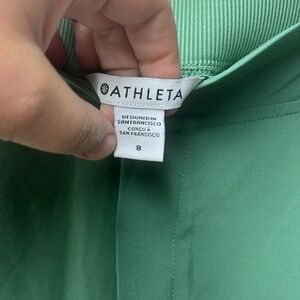 ATHLETA
DESIGNED IN
SAN FRANCISCO
CONÇU À
SAN FRANCISCO
8